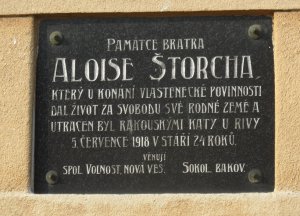 PAMÁTCE BRATRA
ALOISE ŠTORCHA,
KTERÝ U KONÁNÍ VLASTENECKÉ POVINNOSTI
DAL ŽIVOT ZA SVOBODU SVÉ RODNÉ ZEMĚ A
UTRACEN BYL RAKOUSKÝMI KATY U RIVY
5. ČERVENCE 1918 V STÁŘÍ 24 ROKŮ.
VĚNUJÍ
SPOL. VOLNOST, NOVÁ VES. SOKOL. BAKOV.